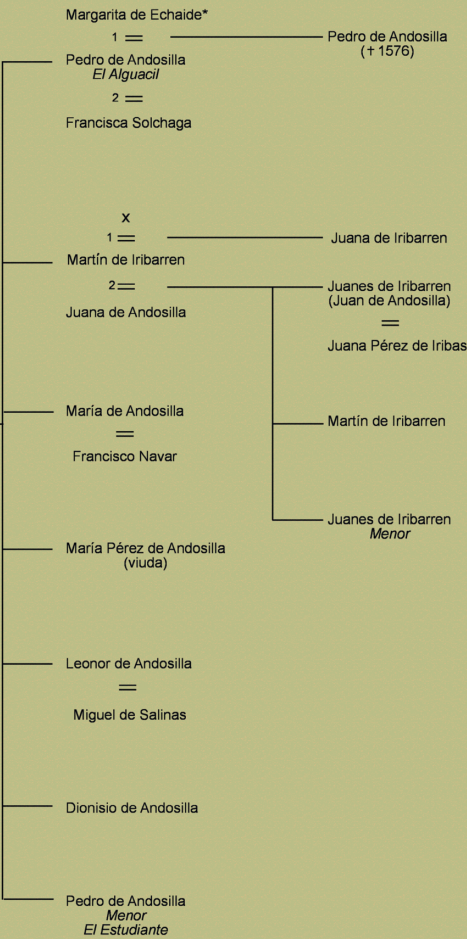 Margarita de Echaide*
1 =
Pedro de Andosilla
(† 1576)
Pedro de Andosilla
El Alguacil
2 =
Francisca Solchaga
x
1 =
Juana de Iribarren
Martín de Iribarren
2 =
Juana de Andosilla
Juanes de Iribarren
(Juan de Andosilla)
=
Juana Pérez de Iribas
María de Andosilla
=
Francisco Navar
Martín de Iribarren
Juanes de Iribarren
Menor
María Pérez de Andosilla
(viuda)
Leonor de Andosilla
=
Miguel de Salinas
Dionisio de Andosilla
Pedro de Andosilla
Menor
El Estudiante